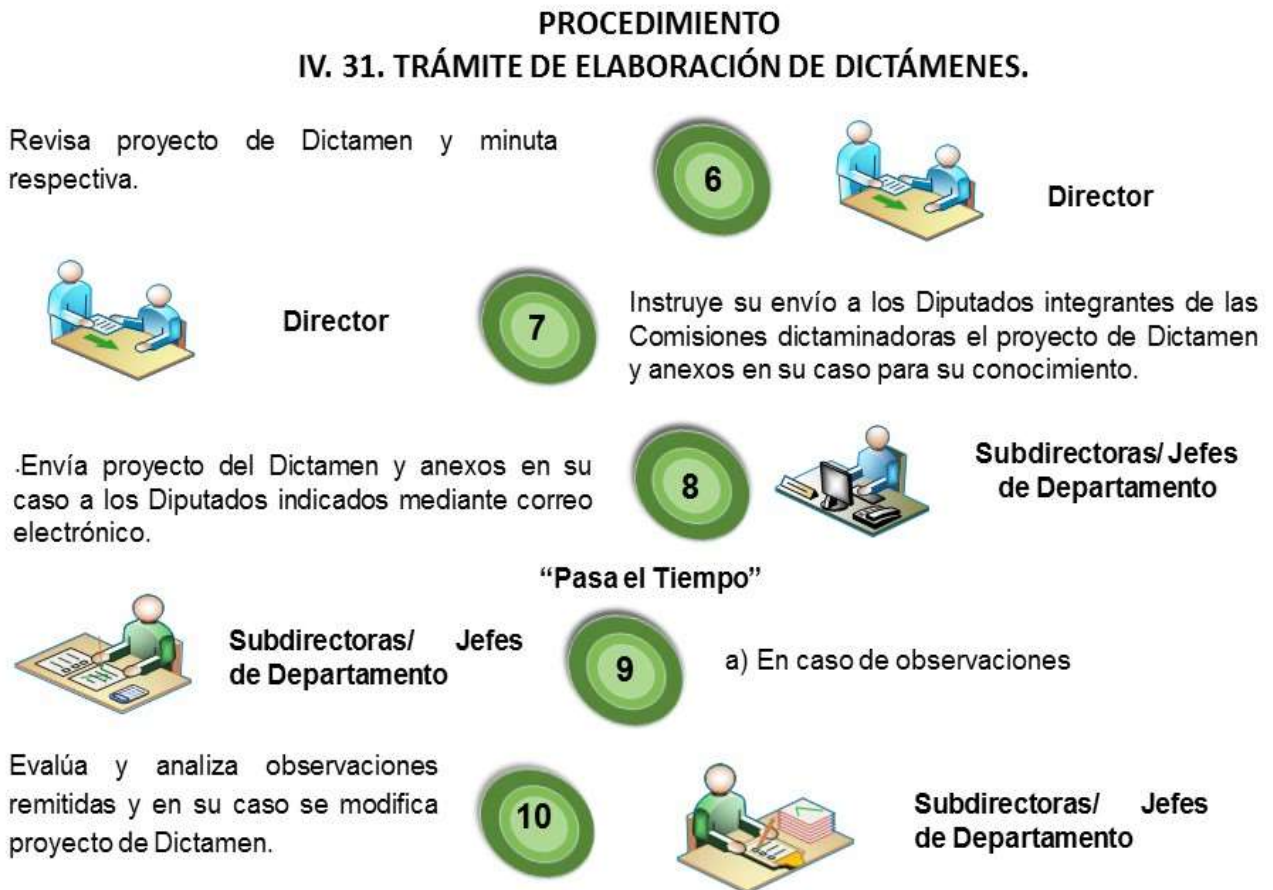 PROCEDIMIENTO
IV. 31. TRÁMITE DE ELABORACIÓN DE DICTÁMENES.
Revisa proyecto de Dictamen y minuta
respectiva.
6
Director
Director
7
Instruye su envío a los Diputados integrantes de las
Comisiones dictaminadoras el proyecto de Dictamen
y anexos en su caso para su conocimiento.
.Envía proyecto del Dictamen y anexos en su
caso a los Diputados indicados mediante correo
electrónico.
8
Subdirectoras/ Jefes
de Departamento
“Pasa el Tiempo”
Subdirectoras/ Jefes
de Departamento
9
a) En caso de observaciones
Evalúa y analiza observaciones
remitidas y en su caso se modifica
proyecto de Dictamen.
10
Subdirectoras/ Jefes
de Departamento